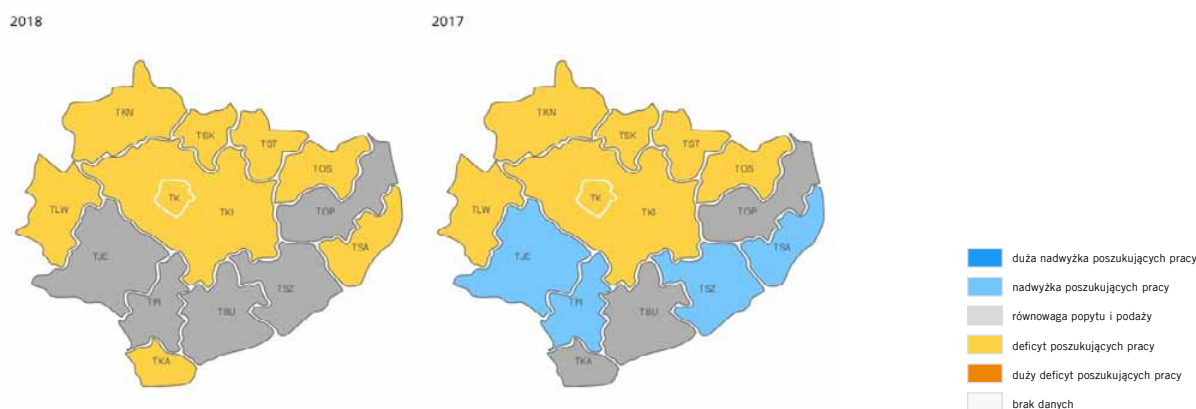 2018
2017
TKN
TSK
TST
TOS
TOP
TK
TKI
TLW
TSA
TJE
TSZ
TPI
TBU
TKA
TKN
TSK
TST
TOS
TOP
TK
TKI
TLW
TSA
TJE
TSZ
TPI
TBU
TKA
duża nadwyżka poszukujących pracy
nadwyżka poszukujących pracy
równowaga popytu i podaży
deficyt poszukujących pracy
duży deficyt poszukujących pracy
brak danych